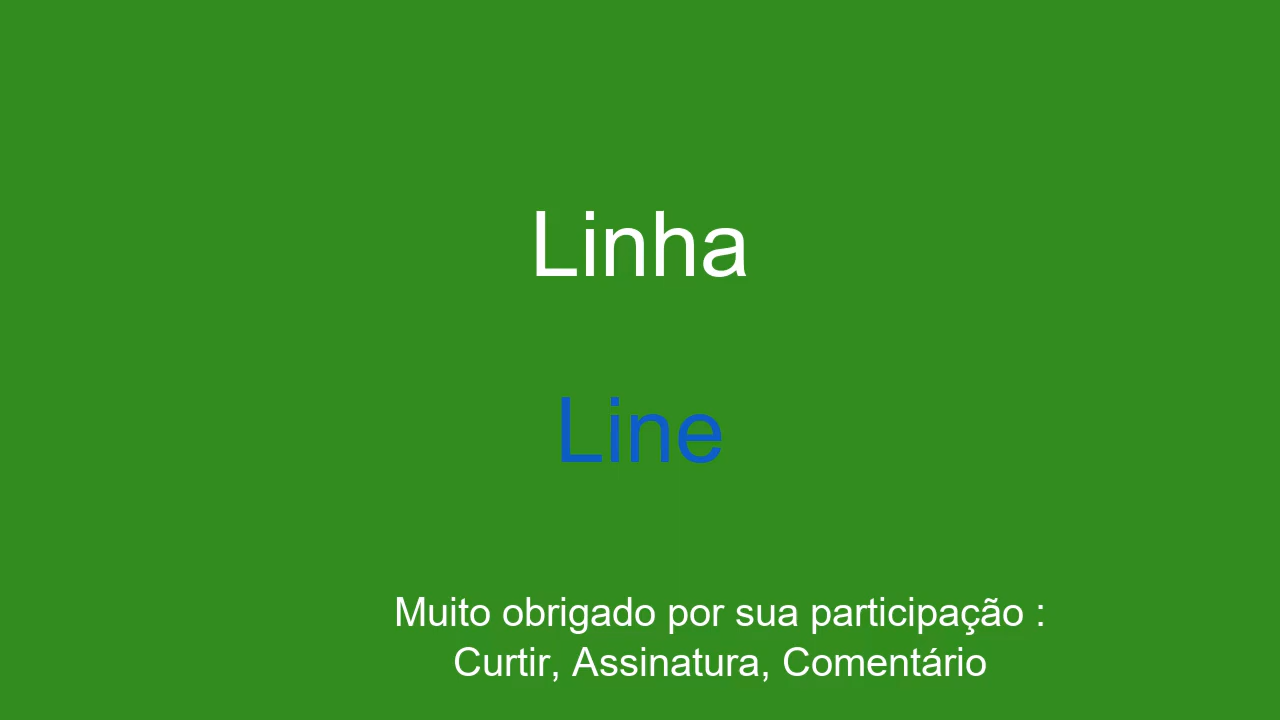 Linha
Line
Muito obrigado por sua participação :
Curtir, Assinatura, Comentário